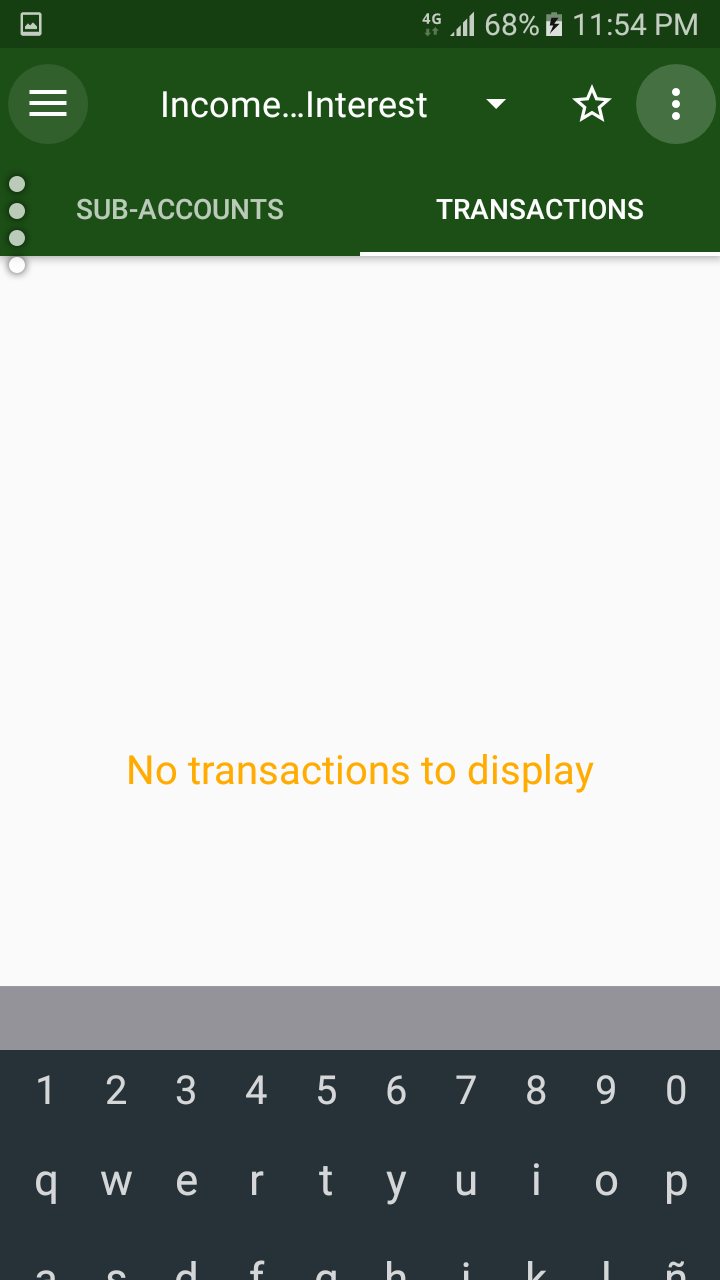 4G 68% 11:54 PM
Income...Interest
SUB-ACCOUNTS TRANSACTIONS
No transactions to display
1 2 3 4 5 6 7 8 9 0
q w e r t y u i o p
a s d f g h j k l ñ